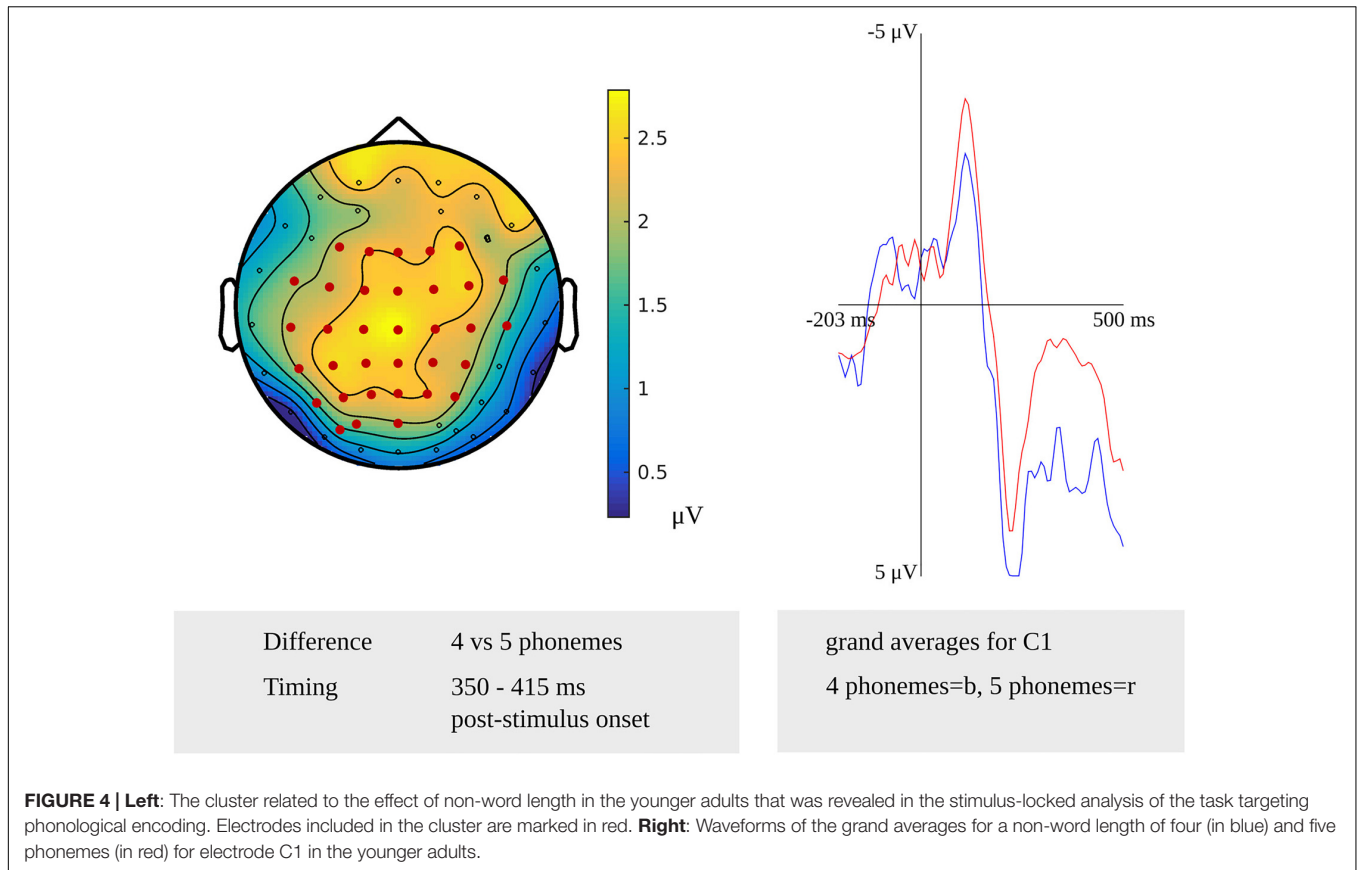 2.5
2
1.5
1
0.5
μV
-5 μV
-203 ms
500 ms
5 μV
Difference 4 vs 5 phonemes
Timing 350 - 415 ms
post-stimulus onset
grand averages for C1
4 phonemes=b, 5 phonemes=r
FIGURE 4 | Left: The cluster related to the effect of non-word length in the younger adults that was revealed in the stimulus-locked analysis of the task targeting
phonological encoding. Electrodes included in the cluster are marked in red. Right: Waveforms of the grand averages for a non-word length of four (in blue) and five
phonemes (in red) for electrode C1 in the younger adults.